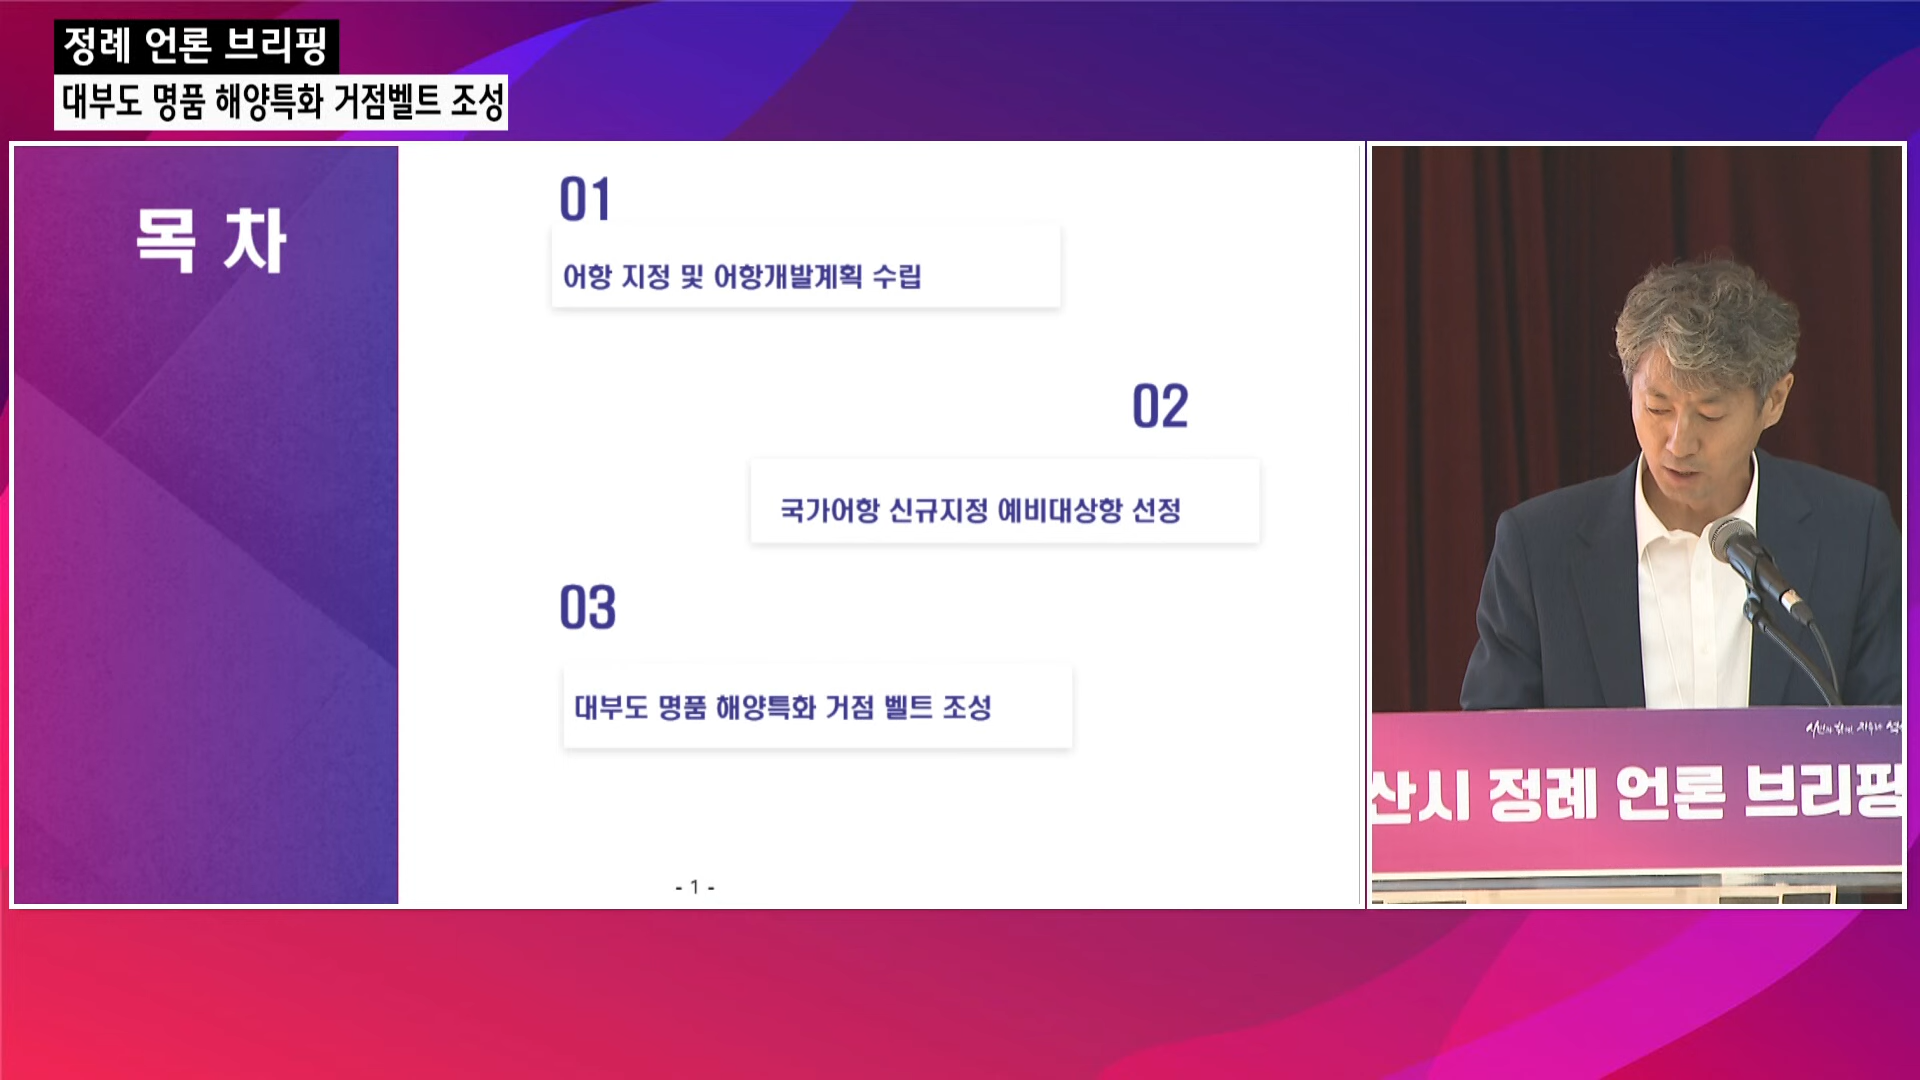 정례 언론 브리핑
대부도 명품 해양특화 거점벨트 조성
목 차
01
어항 지정 및 어항개발계획 수립
02
국가어항 신규지정 예비대상항 선정
03
대부도 명품 해양특화 거점 벨트 조성
- 1 -
산시 정례 언론 브리핑